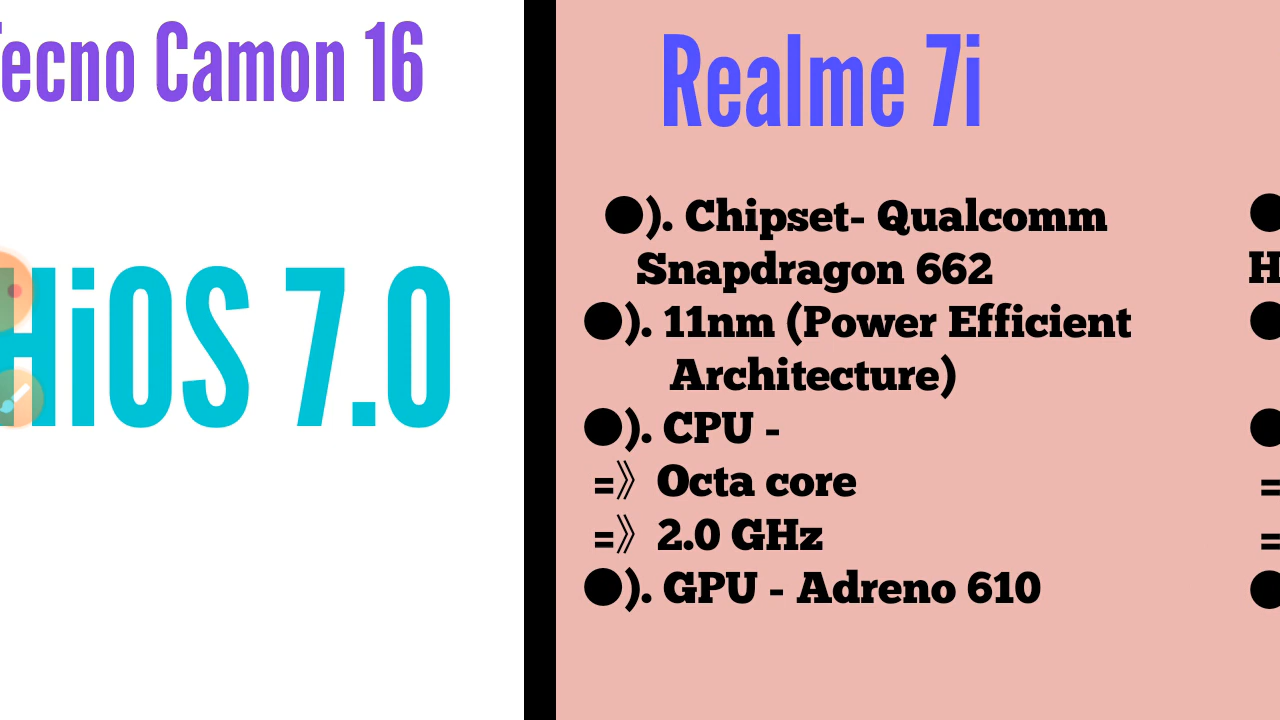 Tecno Camon 16
HiOS 7.0
Realme 7i
●). Chipset- Qualcomm
Snapdragon 662
●). 11nm (Power Efficient
Architecture)
●). CPU -
=》 Octa core
=》 2.0 GHz
●). GPU - Adreno 610